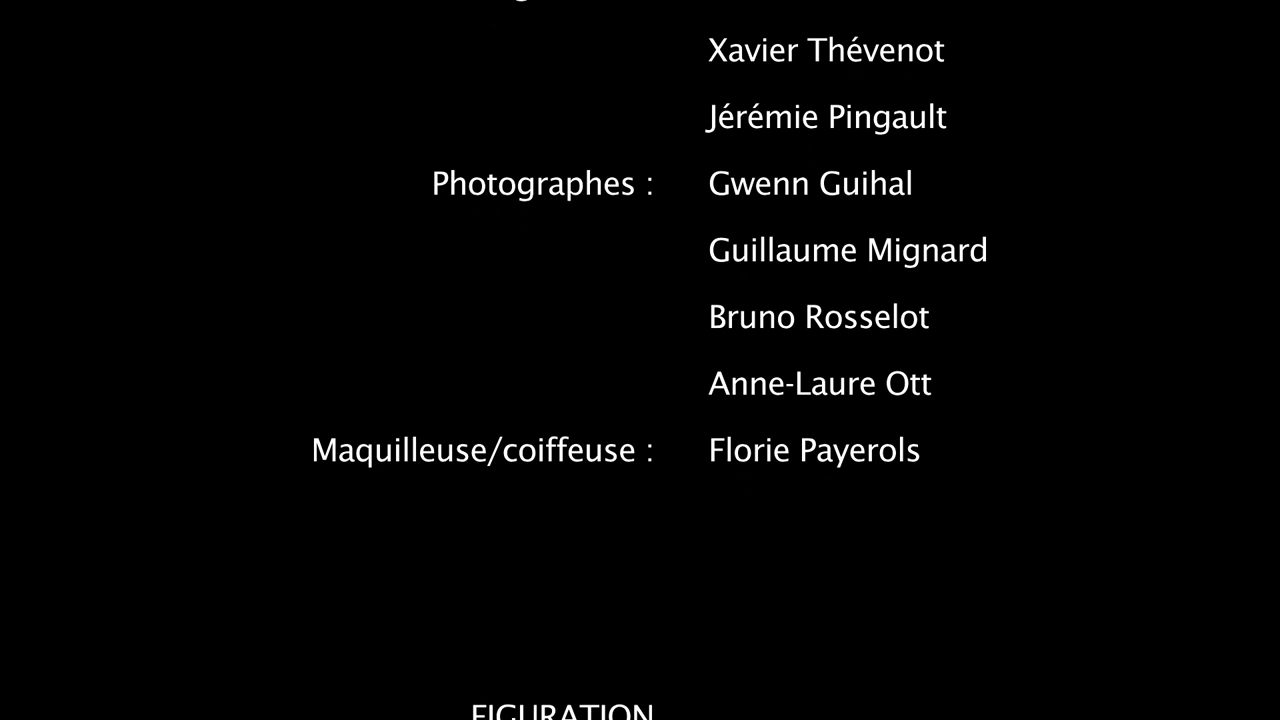 Xavier Thévenot
Jérémie Pingault
Photographes : Gwenn Guihal
Guillaume Mignard
Bruno Rosselot
Anne-Laure Ott
Maquilleuse/coiffeuse : Florie Payerols
FIGURATION